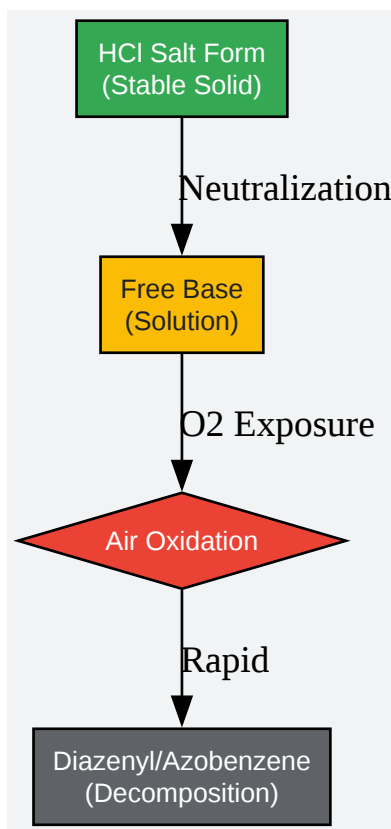 HCl Salt Form
(Stable Solid)
Neutralization
Free Base
(Solution)
O2 Exposure
Air Oxidation
Rapid
Diazenyl/Azobenzene
(Decomposition)